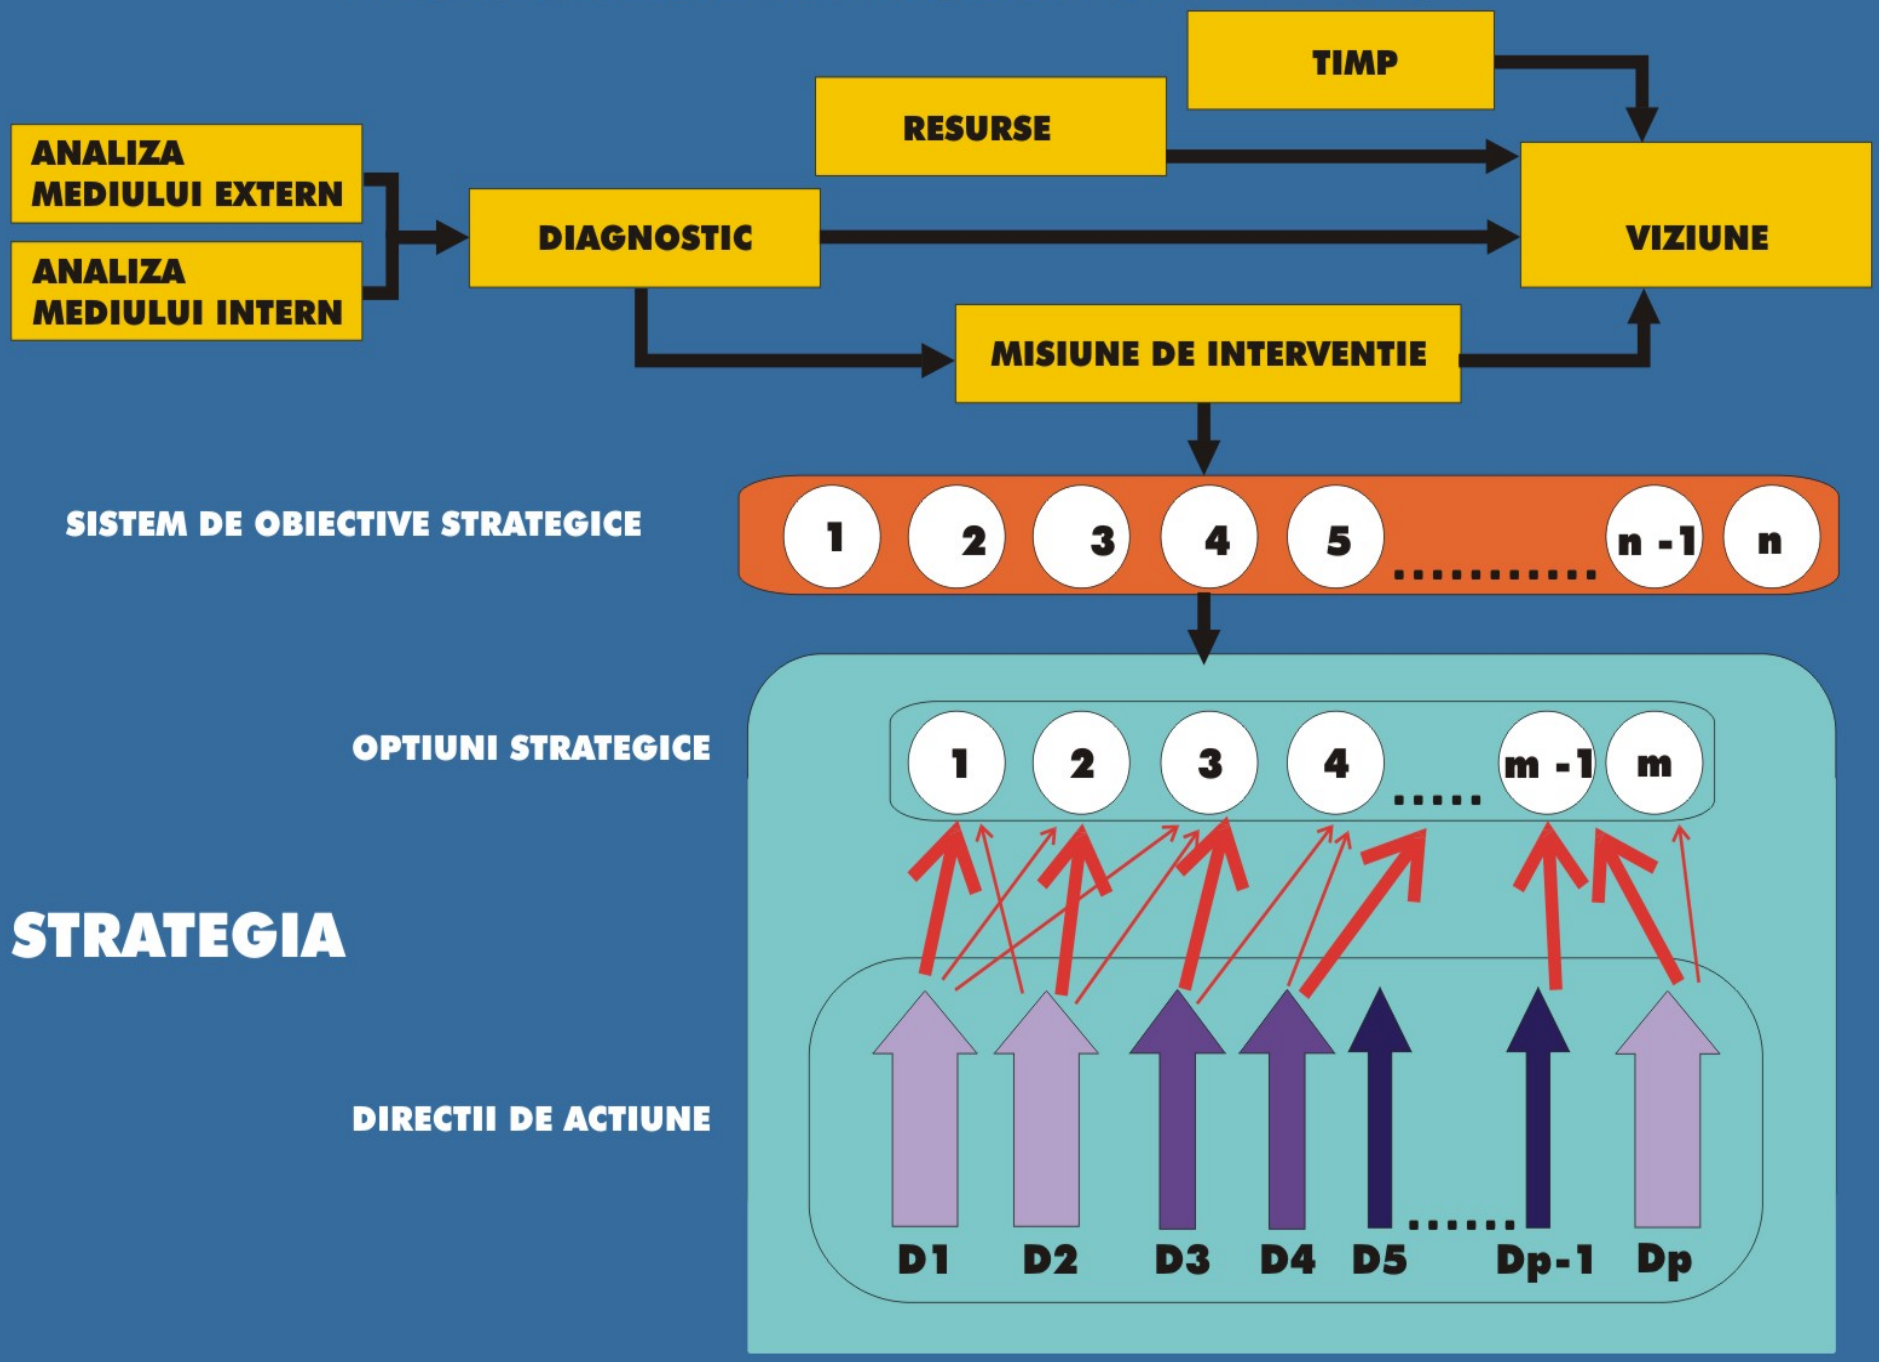 TIMP
RESURSE
ANALIZA
MEDIULUI EXTERN
DIAGNOSTIC
VIZIUNE
ANALIZA
MEDIULUI INTERN
MISIUNE DE INTERVENTIE
SISTEM DE OBIECTIVE STRATEGICE
1 2 3 4 5 ........... n -1 n
OPTIUNI STRATEGICE
1 2 3 4 ..... m -1 m
STRATEGIA
DIRECTII DE ACTIUNE
D1 D2 D3 D4 D5 ...... Dp-1 Dp